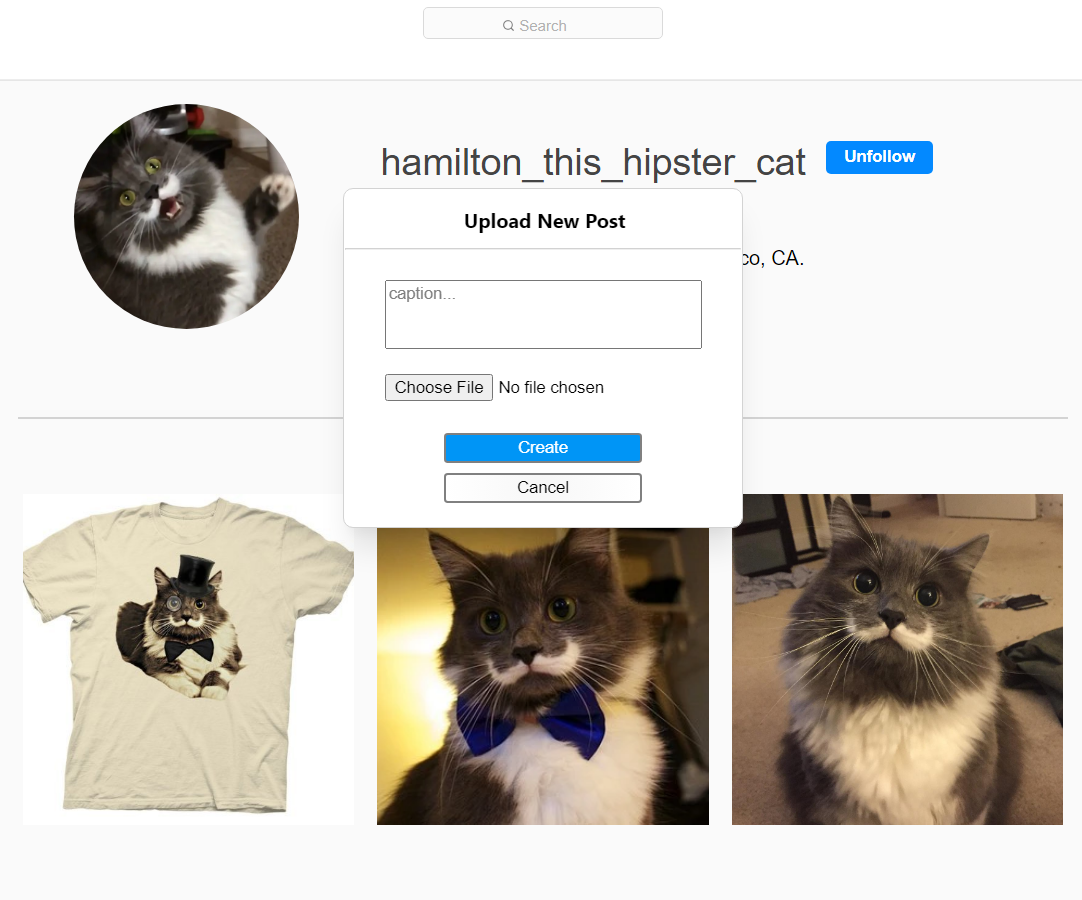 Search
hamilton_this_hipster_cat
Unfollow
Upload New Post
co, CA.
caption...
Choose File No file chosen
Create
Cancel